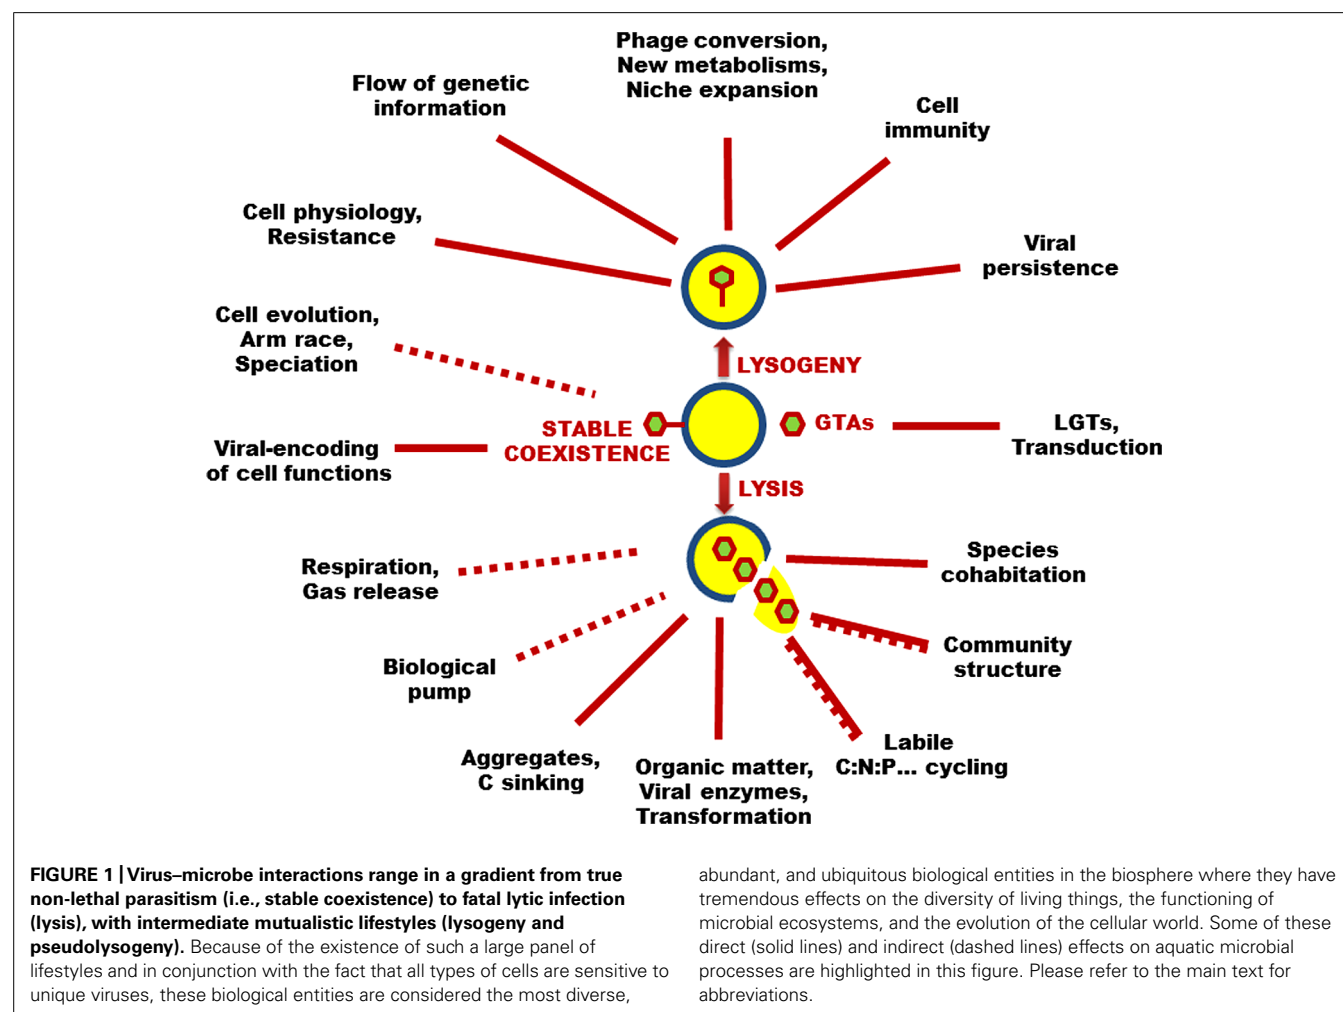 Phage conversion,
New metabolisms,
Niche expansion
Flow of genetic
information
Cell
immunity
Cell physiology,
Resistance
Viral
persistence
Cell evolution,
Arm race,
Speciation
LYSOGENY
STABLE
COEXISTENCE
GTAs
LGTs,
Transduction
Viral-encoding
of cell functions
LYSIS
Respiration,
Gas release
Species
cohabitation
Biological
pump
Community
structure
Aggregates,
C sinking
Organic matter,
Viral enzymes,
Transformation
Labile
C:N:P... cycling
FIGURE 1 | Virus–microbe interactions range in a gradient from true
non-lethal parasitism (i.e., stable coexistence) to fatal lytic infection
(lysis), with intermediate mutualistic lifestyles (lysogeny and
pseudolysogeny). Because of the existence of such a large panel of
lifestyles and in conjunction with the fact that all types of cells are sensitive to
unique viruses, these biological entities are considered the most diverse,
abundant, and ubiquitous biological entities in the biosphere where they have
tremendous effects on the diversity of living things, the functioning of
microbial ecosystems, and the evolution of the cellular world. Some of these
direct (solid lines) and indirect (dashed lines) effects on aquatic microbial
processes are highlighted in this figure. Please refer to the main text for
abbreviations.